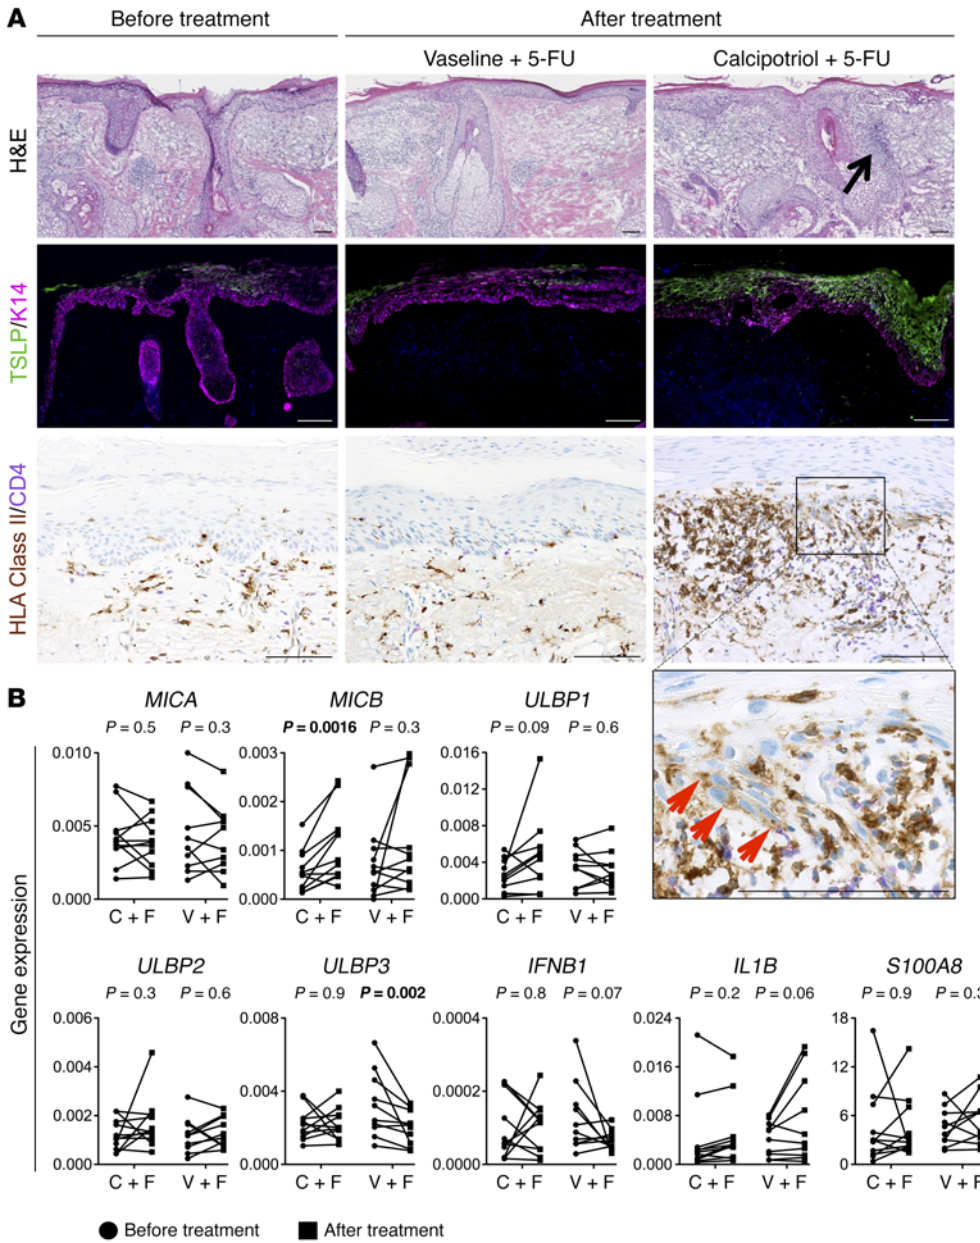 A
Before treatment
After treatment
Vaseline + 5-FU
Calcipotriol + 5-FU
H&E
TSLP/K14
HLA Class II/CD4
B
Gene expression
MICA
P = 0.5
P = 0.3
0.010
0.005
0.000
C + F
V + F
MICB
P = 0.0016
P = 0.3
0.003
0.002
0.001
0.000
C + F
V + F
ULBP1
P = 0.09
P = 0.6
0.016
0.012
0.008
0.004
0.000
C + F
V + F
ULBP2
P = 0.3
P = 0.6
0.006
0.004
0.002
0.000
C + F
V + F
ULBP3
P = 0.9
P = 0.002
0.008
0.004
0.000
C + F
V + F
IFNB1
P = 0.8
P = 0.07
0.0004
0.0002
0.0000
C + F
V + F
IL1B
P = 0.2
P = 0.06
0.024
0.016
0.008
0.000
C + F
V + F
S100A8
P = 0.9
P = 0.3
18
12
6
0
C + F
V + F
Before treatment
After treatment